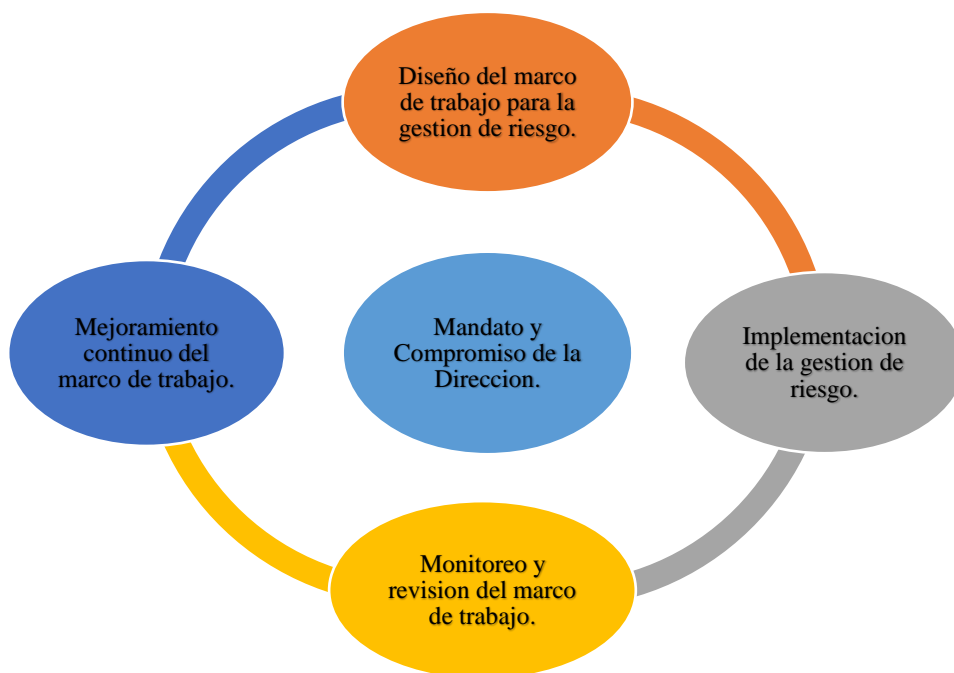 Diseño del marco
de trabajo para la
gestion de riesgo.
Mejoramiento
continuo del
marco de trabajo.
Mandato y
Compromiso de la
Direccion.
Implementacion
de la gestion de
riesgo.
Monitoreo y
revision del marco
de trabajo.